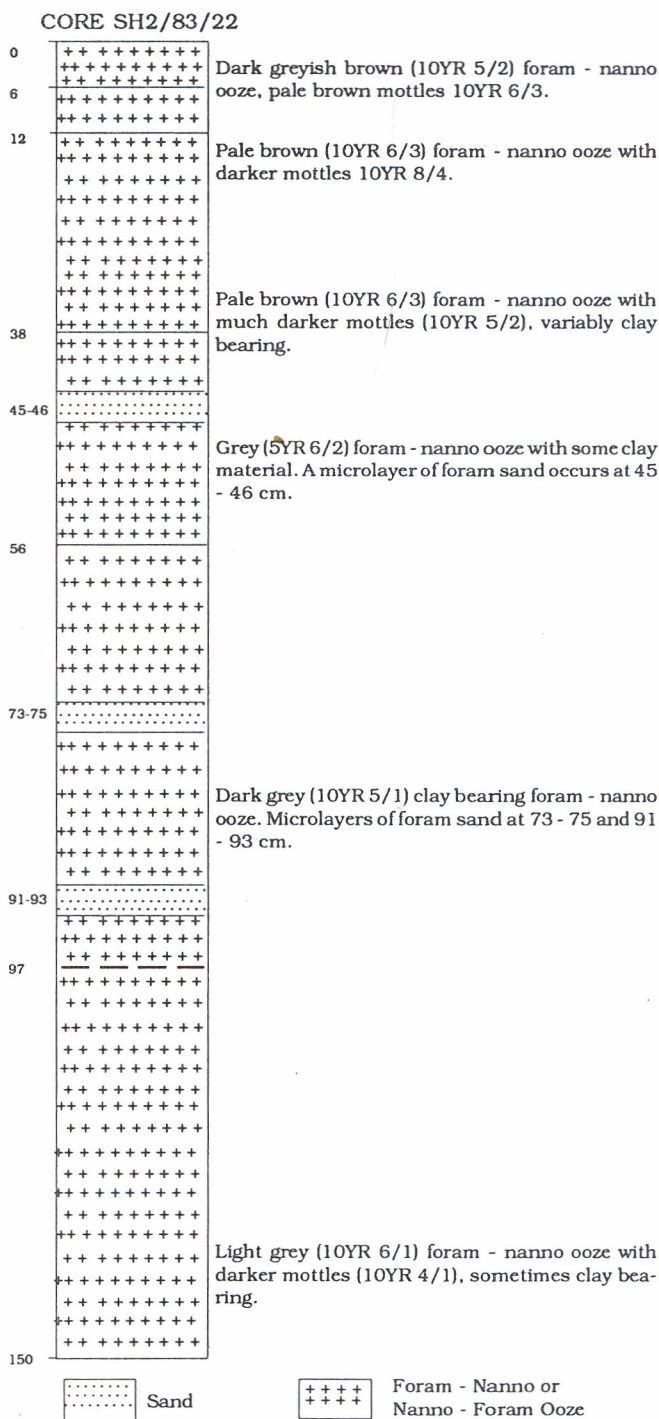 CORE SH2/83/22
0
Dark greyish brown (10YR 5/2) foram - nanno
ooze, pale brown mottles 10YR 6/3.
6
12
Pale brown (10YR 6/3) foram - nanno ooze with
darker mottles 10YR 8/4.
Pale brown (10YR 6/3) foram - nanno ooze with
much darker mottles (10YR 5/2), variably clay
bearing.
38
45-46
Grey (5YR 6/2) foram - nanno ooze with some clay
material. A microlayer of foram sand occurs at 45
- 46 cm.
56
73-75
Dark grey (10YR 5/1) clay bearing foram - nanno
ooze. Microlayers of foram sand at 73 - 75 and 91
- 93 cm.
91-93
97
Light grey (10YR 6/1) foram - nanno ooze with
darker mottles (10YR 4/1), sometimes clay bea-
ring.
150
Sand
Foram - Nanno or
Nanno - Foram Ooze